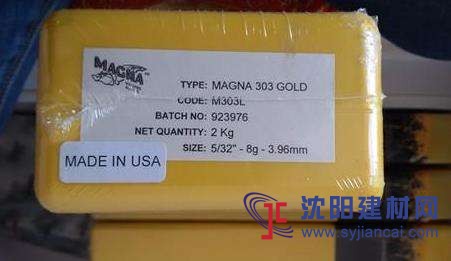 MAGNA
TYPE: MAGNA 303 GOLD
CODE: M303L
BATCH NO: 923976
NET QUANTITY: 2 Kg
SIZE: 5/32" - 8g - 3.96mm
MADE IN USA
沈阳建材网
www.syjiancai.com